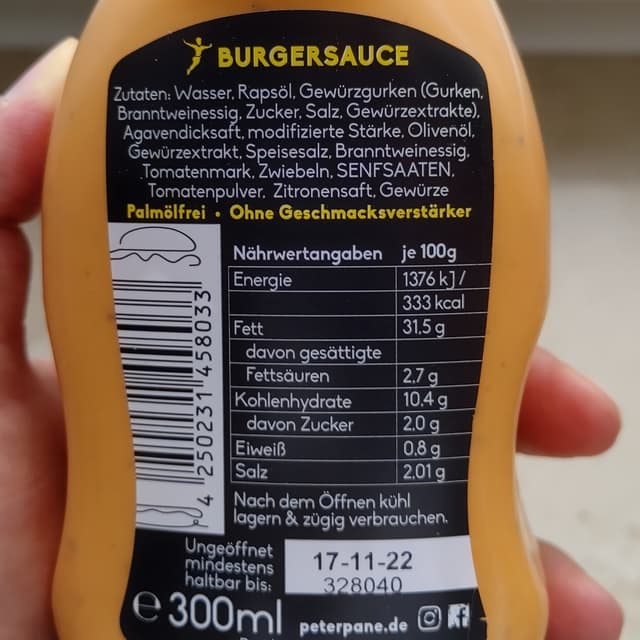 BURGERSAUCE
Zutaten: Wasser, Rapsöl, Gewürzgurken (Gurken,
Branntweinessig, Zucker, Salz, Gewürzextrakte),
Agavendicksaft, modifizierte Stärke, Olivenöl,
Gewürzextrakt, Speisesalz, Branntweinessig,
Tomatenmark, Zwiebeln, SENFSAATEN,
Tomatenpulver, Zitronensaft, Gewürze
Palmölfrei • Ohne Geschmacksverstärker
Nährwertangaben je 100g
Energie 1376 kJ/
333 kcal
Fett 31,5 g
davon gesättigte
Fettsäuren 2,7 g
Kohlenhydrate 10,4 g
davon Zucker 2,0 g
Eiweiß 0,8 g
Salz 2,01 g
Nach dem Öffnen kühl
lagern & zügig verbrauchen.
4 250231 458033
Ungeöffnet
mindestens
haltbar bis:
17-11-22
328040
e 300ml peterpane.de